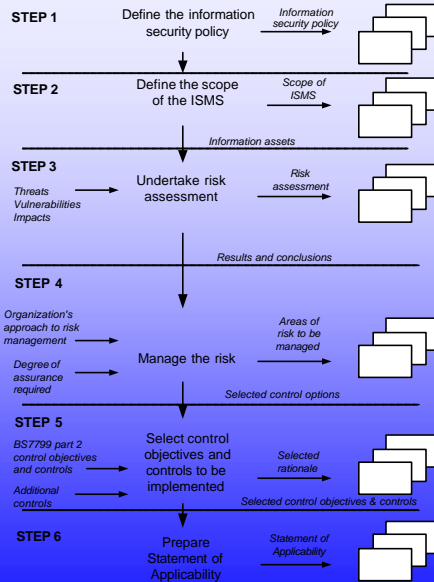 STEP 1
Define the information
security policy
Information
security policy
STEP 2
Define the scope
of the ISMS
Scope of
ISMS
Information assets
STEP 3
Threats
Vulnerabilities
Impacts
Undertake risk
assessment
Risk
assessment
Results and conclusions
STEP 4
Organization's
approach to risk
management
Degree of
assurance
required
Manage the risk
Areas of
risk to be
managed
Selected control options
STEP 5
BS7799 part 2
control objectives
and controls
Additional
controls
Select control
objectives and
controls to be
implemented
Selected
rationale
Selected control objectives & controls
STEP 6
Prepare
Statement of
Applicability
Statement of
Applicability